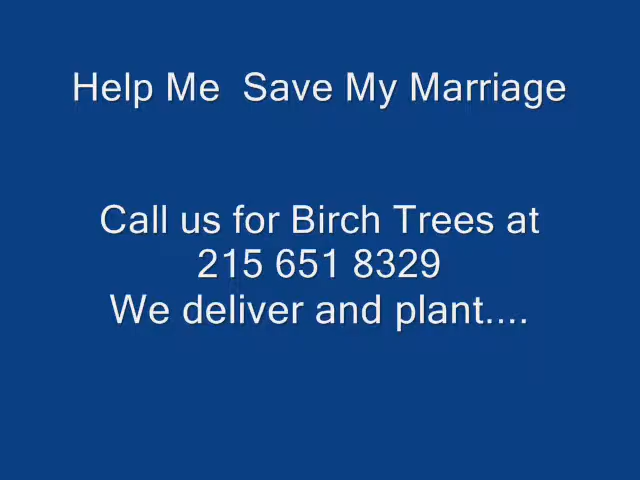 Help Me  Save My Marriage
Call us for Birch Trees at
215 651 8329
We deliver and plant....